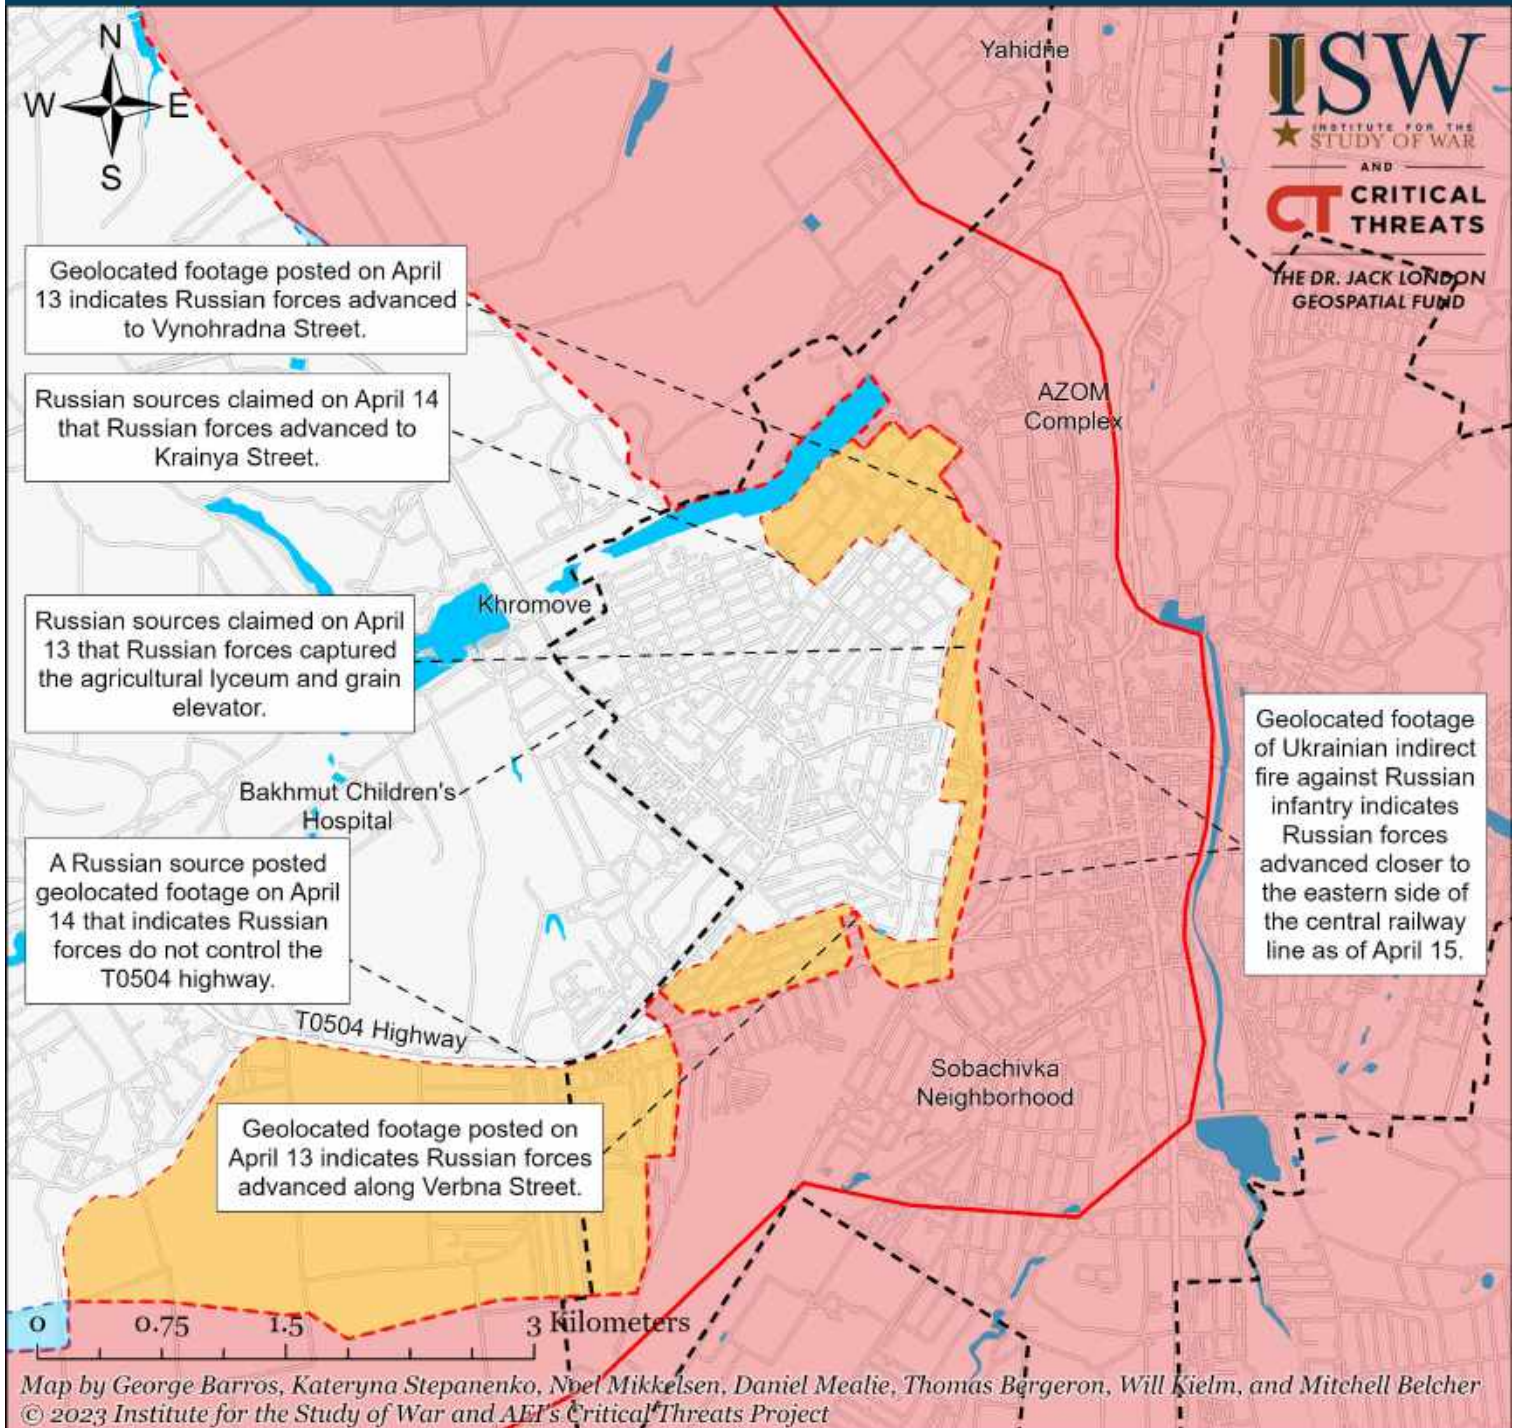 N
W E
S
Yahidne
ISW
INSTITUTE FOR THE
STUDY OF WAR
AND
CT CRITICAL
THREATS
THE DR. JACK LONDON
GEOSPATIAL FUND
Geolocated footage posted on April
13 indicates Russian forces advanced
to Vynohradna Street.
Russian sources claimed on April 14
that Russian forces advanced to
Krainya Street.
AZOM
Complex
Khromove
Russian sources claimed on April
13 that Russian forces captured
the agricultural lyceum and grain
elevator.
Bakhmut Children's
Hospital
Geolocated footage
of Ukrainian indirect
fire against Russian
infantry indicates
Russian forces
advanced closer to
the eastern side of
the central railway
line as of April 15.
A Russian source posted
geolocated footage on April
14 that indicates Russian
forces do not control the
T0504 highway.
T0504 Highway
Sobachivka
Neighborhood
Geolocated footage posted on
April 13 indicates Russian forces
advanced along Verbna Street.
0 0.75 1.5 3 Kilometers
Map by George Barros, Kateryna Stepanenko, Noel Mikkelsen, Daniel Mealie, Thomas Bergeron, Will Kielm, and Mitchell Belcher
© 2023 Institute for the Study of War and AEI's Critical Threats Project